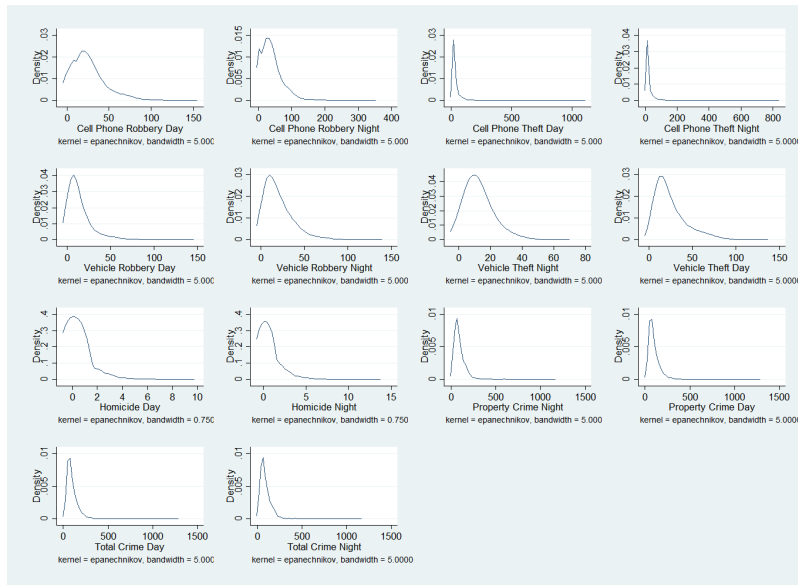 Density
0 .01 .02 .03
0 50 100 150
Cell Phone Robbery Day
kernel = epanechnikov, bandwidth = 5.000
Density
0 .005 .01 .015
0 100 200 300 400
Cell Phone Robbery Night
kernel = epanechnikov, bandwidth = 5.000
Density
0 .01 .02 .03
0 500 1000
Cell Phone Theft Day
kernel = epanechnikov, bandwidth = 5.000
Density
0 .01 .02 .03 .04
0 200 400 600 800
Cell Phone Theft Night
kernel = epanechnikov, bandwidth = 5.000
Density
0 .01 .02 .03 .04
0 50 100 150
Vehicle Robbery Day
kernel = epanechnikov, bandwidth = 5.000
Density
0 .01 .02 .03
0 50 100 150
Vehicle Robbery Night
kernel = epanechnikov, bandwidth = 5.000
Density
0 .01 .02 .03 .04
0 20 40 60 80
Vehicle Theft Night
kernel = epanechnikov, bandwidth = 5.000
Density
0 .01 .02 .03
0 50 100 150
Vehicle Theft Day
kernel = epanechnikov, bandwidth = 5.000
Density
0 .1 .2 .3 .4
0 2 4 6 8 10
Homicide Day
kernel = epanechnikov, bandwidth = 0.750
Density
0 .1 .2 .3 .4
0 5 10 15
Homicide Night
kernel = epanechnikov, bandwidth = 0.750
Density
0 .005 .01
0 500 1000 1500
Property Crime Night
kernel = epanechnikov, bandwidth = 5.000
Density
0 .005 .01
0 500 1000 1500
Property Crime Day
kernel = epanechnikov, bandwidth = 5.0000
Density
0 .005 .01
0 500 1000 1500
Total Crime Day
kernel = epanechnikov, bandwidth = 5.000
Density
0 .005 .01
0 500 1000 1500
Total Crime Night
kernel = epanechnikov, bandwidth = 5.0000